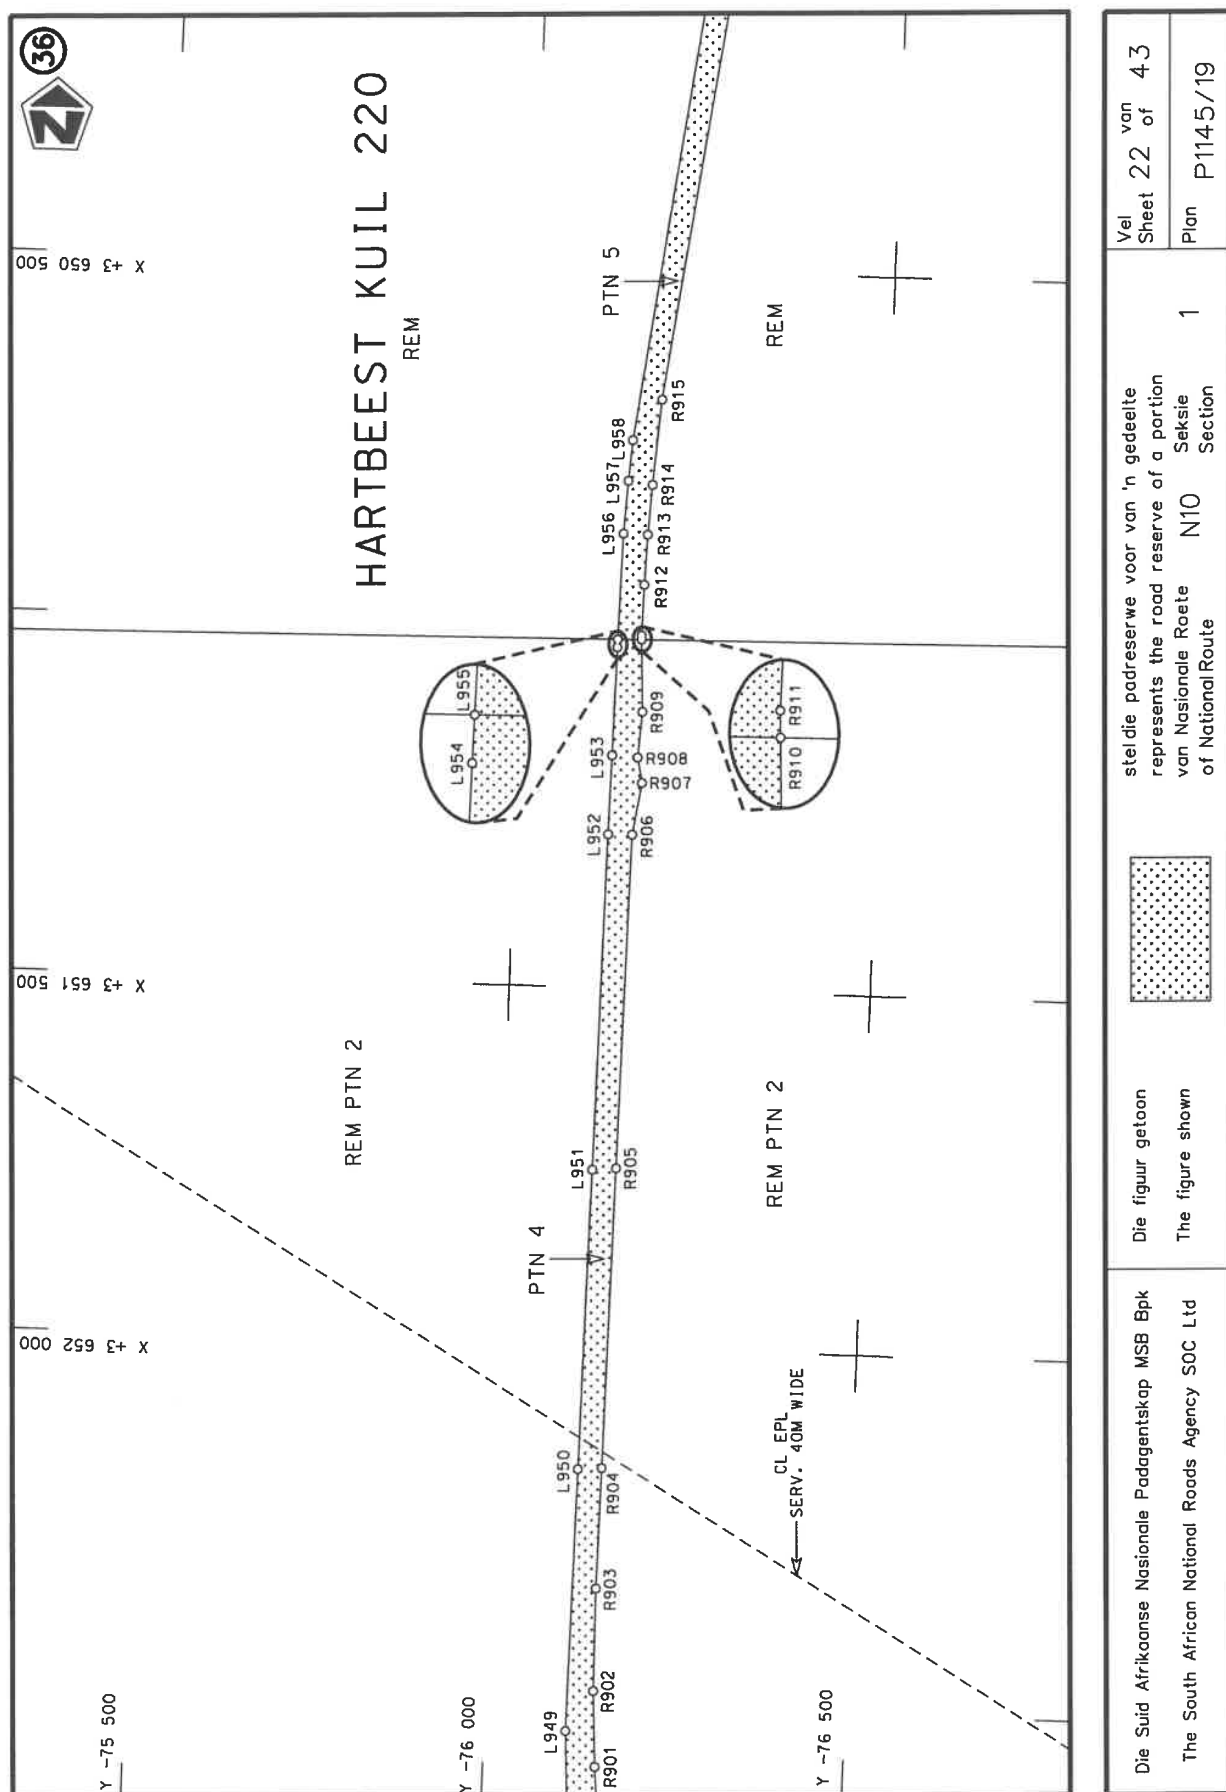 36
N
X +3 650 500
X +3 651 500
X +3 652 000
Y -75 500
Y -76 000
Y -76 500
HARTBEEST KUIL 220
REM
PTN 5
REM
REM PTN 2
PTN 4
REM PTN 2
CL EPL
SERV. 40M WIDE
L949
L950
L951
L952
L953
L954
L955
L956
L957
L958
R901
R902
R903
R904
R905
R906
R907
R908
R909
R910
R911
R912
R913
R914
R915
Die Suid Afrikaanse Nasionale Padagentskap MSB Bpk
The South African National Roads Agency SOC Ltd
Die figuur getoon
The figure shown
stel die padreserwe voor van 'n gedeelte
represents the road reserve of a portion
van Nasionale Roete N10 Seksie 1
of National Route Section
Vel van
Sheet 22 of 43
Plan P1145/19